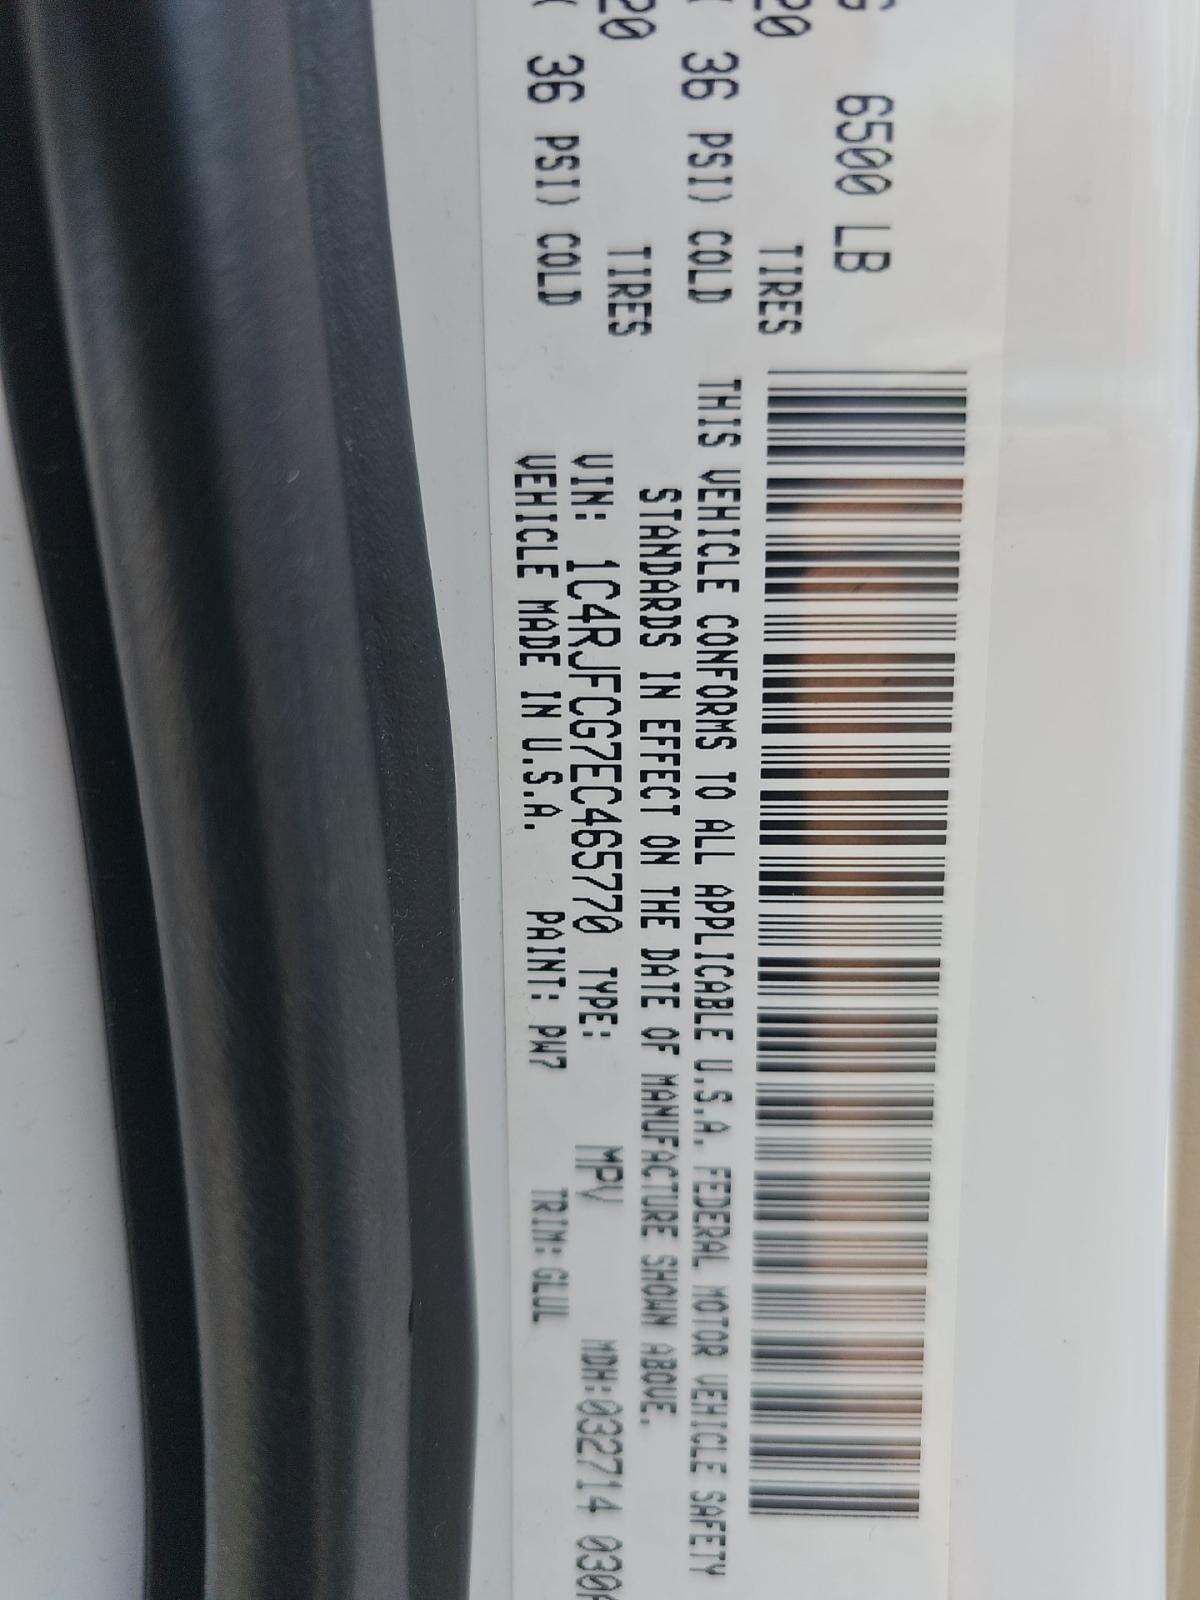 6500 LB
20 TIRES
36 PSI) COLD
20 TIRES
36 PSI) COLD
THIS VEHICLE CONFORMS TO ALL APPLICABLE U.S.A. FEDERAL MOTOR VEHICLE SAFETY
STANDARDS IN EFFECT ON THE DATE OF MANUFACTURE SHOWN ABOVE.
VIN: 1C4RJFCG7EC465770 TYPE: MPV MDH:032714 030
VEHICLE MADE IN U.S.A. PAINT: PW7 TRIM: GLUL